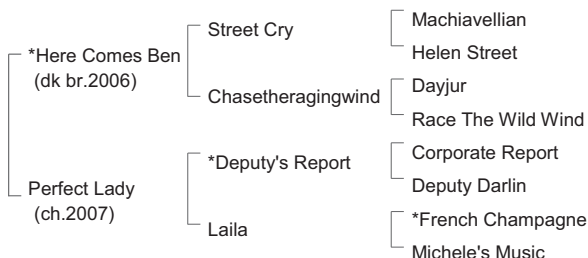 Machiavellian
Street Cry
Helen Street
*Here Comes Ben
(dk br.2006)
Dayjur
Chasetheragingwind
Race The Wild Wind
Corporate Report
*Deputy's Report
Deputy Darlin
Perfect Lady
(ch.2007)
*French Champagne
Laila
Michele's Music